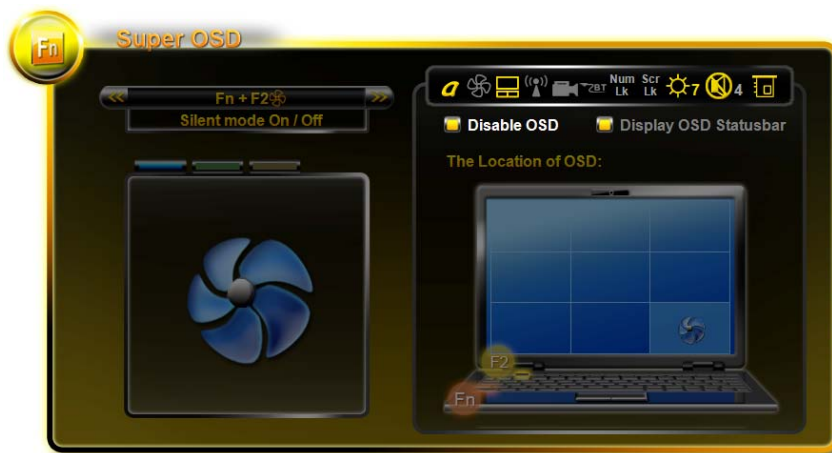 Fn
Super OSD
<< Fn + F2 >>
Silent mode On / Off
a ZBT Num Lk Scr Lk 7 4
Disable OSD
Display OSD Statusbar
The Location of OSD:
F2
Fn